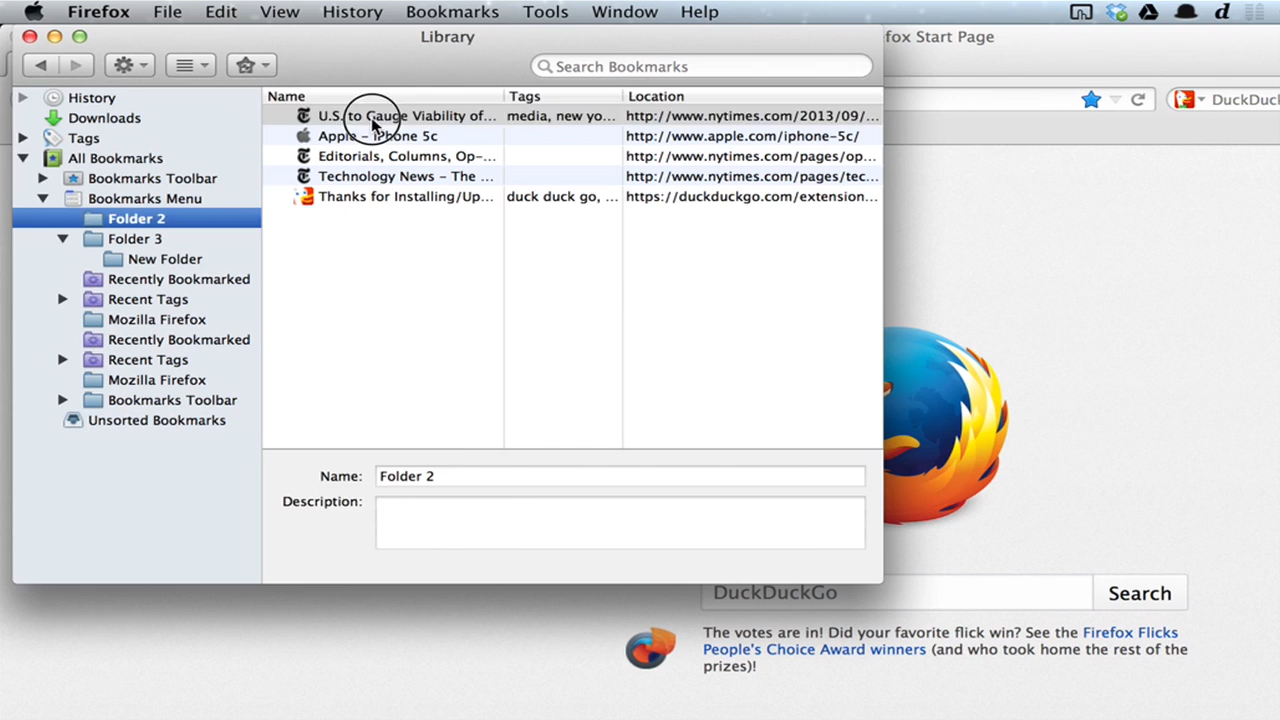 Firefox File Edit View History Bookmarks Tools Window Help
Library
fox Start Page
Search Bookmarks
DuckDuck
Name Tags Location
History
Downloads
Tags
All Bookmarks
Bookmarks Toolbar
Bookmarks Menu
Folder 2
Folder 3
New Folder
Recently Bookmarked
Recent Tags
Mozilla Firefox
Recently Bookmarked
Recent Tags
Mozilla Firefox
Bookmarks Toolbar
Unsorted Bookmarks
U.S. to Gauge Viability of... media, new yo... http://www.nytimes.com/2013/09/...
Apple – iPhone 5c http://www.apple.com/iphone-5c/
Editorials, Columns, Op-... http://www.nytimes.com/pages/op...
Technology News – The ... http://www.nytimes.com/pages/tec...
Thanks for Installing/Up... duck duck go, ... https://duckduckgo.com/extension...
Name: Folder 2
Description:
DuckDuckGo Search
The votes are in! Did your favorite flick win? See the Firefox Flicks
People's Choice Award winners (and who took home the rest of the
prizes)!